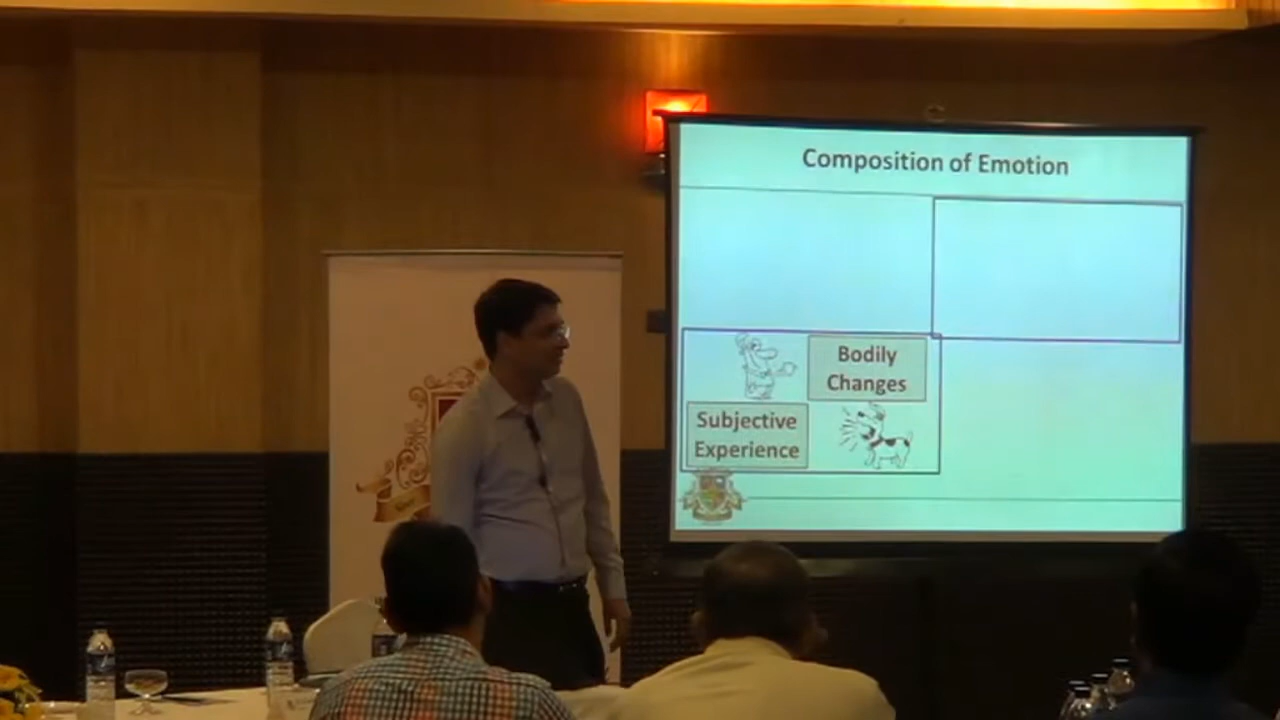 Composition of Emotion
Bodily
Changes
Subjective
Experience